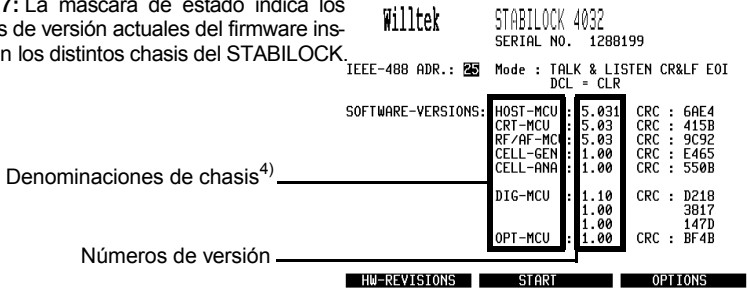 7: La máscara de estado indica los
s de versión actuales del firmware ins-
n los distintos chasis del STABILOCK.
Denominaciones de chasis4)
Números de versión
Willtek STABILOCK 4032
SERIAL NO. 1288199
IEEE-488 ADR.: 25 Mode : TALK & LISTEN CR&LF EOI
DCL = CLR
SOFTWARE-VERSIONS: HOST-MCU : 5.031 CRC : 6AE4
CRT-MCU : 5.03 CRC : 415B
RF/AF-MCU : 5.03 CRC : 9C92
CELL-GEN : 1.00 CRC : E465
CELL-ANA : 1.00 CRC : 550B
DIG-MCU : 1.10 CRC : D218
1.00 3817
1.00 147D
OPT-MCU : 1.00 CRC : BF4B
HW-REVISIONS START OPTIONS